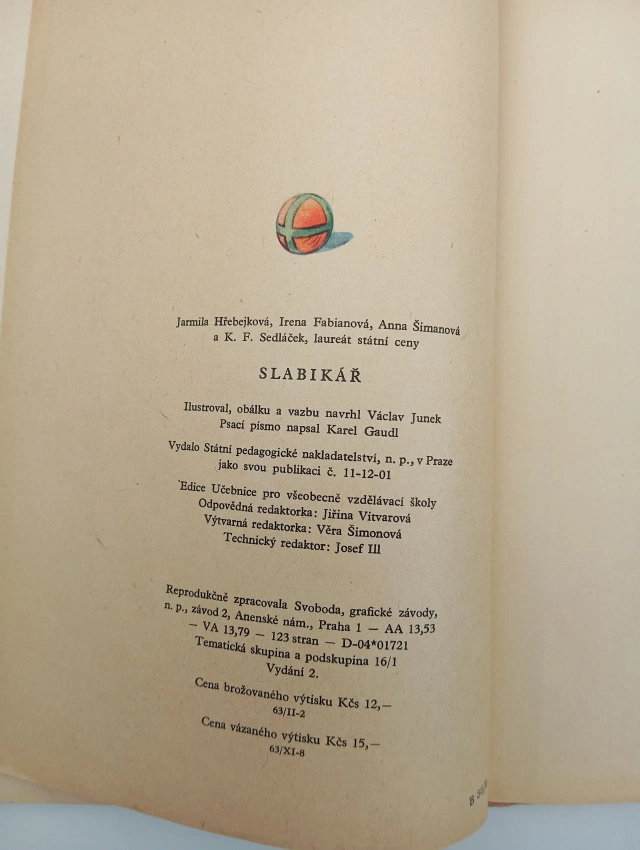 Jarmila Hřebejková, Irena Fabianová, Anna Šimanová
a K. F. Sedláček, laureát státní ceny
SLABIKÁŘ
Ilustroval, obálku a vazbu navrhl Václav Junek
Psací písmo napsal Karel Gaudl
Vydalo Státní pedagogické nakladatelství, n. p., v Praze
jako svou publikaci č. 11-12-01
Edice Učebnice pro všeobecně vzdělávací školy
Odpovědná redaktorka: Jiřina Vitvarová
Výtvarná redaktorka: Věra Šimonová
Technický redaktor: Josef Ill
Reprodukčně zpracovala Svoboda, grafické závody,
n. p., závod 2, Anenské nám., Praha 1 — AA 13,53
— VA 13,79 — 123 stran — D-04*01721
Tematická skupina a podskupina 16/1
Vydání 2.
Cena brožovaného výtisku Kčs 12,—
63/II-2
Cena vázaného výtisku Kčs 15,—
63/XI-8
B